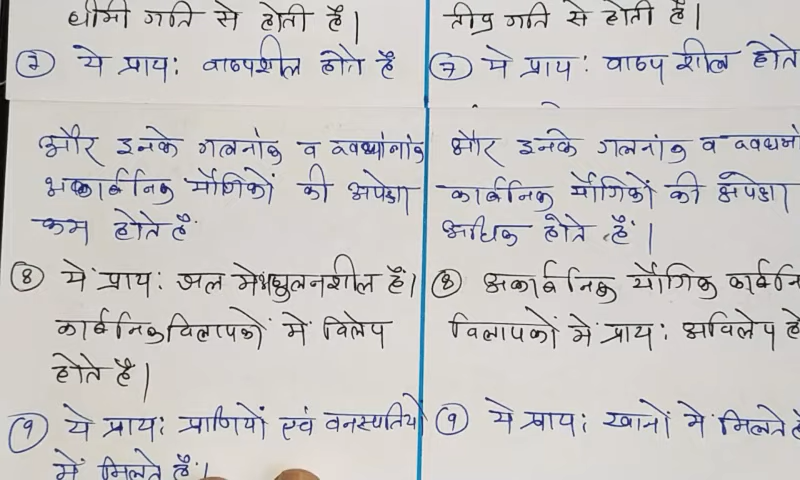 धीमी गति से होती है।
⑦ ये प्राय: वाष्पशील होते हैं
और इनके गलनांक व क्वथनांक
अकार्बनिक यौगिकों की अपेक्षा
कम होते हैं
⑧ ये प्राय: जल में अघुलनशील हैं।
कार्बनिक विलायकों में विलेय
होते है।
⑨ ये प्राय: प्राणियों एवं वनस्पतियों
में मिलते हैं।
तीव्र गति से होती है।
⑦ ये प्राय: वाष्पशील होते
और इनके गलनांक व
कार्बनिक यौगिकों की अपेक्षा
अधिक होते हैं।
⑧ अकार्बनिक यौगिक
विलायकों में प्राय: अविलेय
⑨ ये प्राय: खानों में मिलते